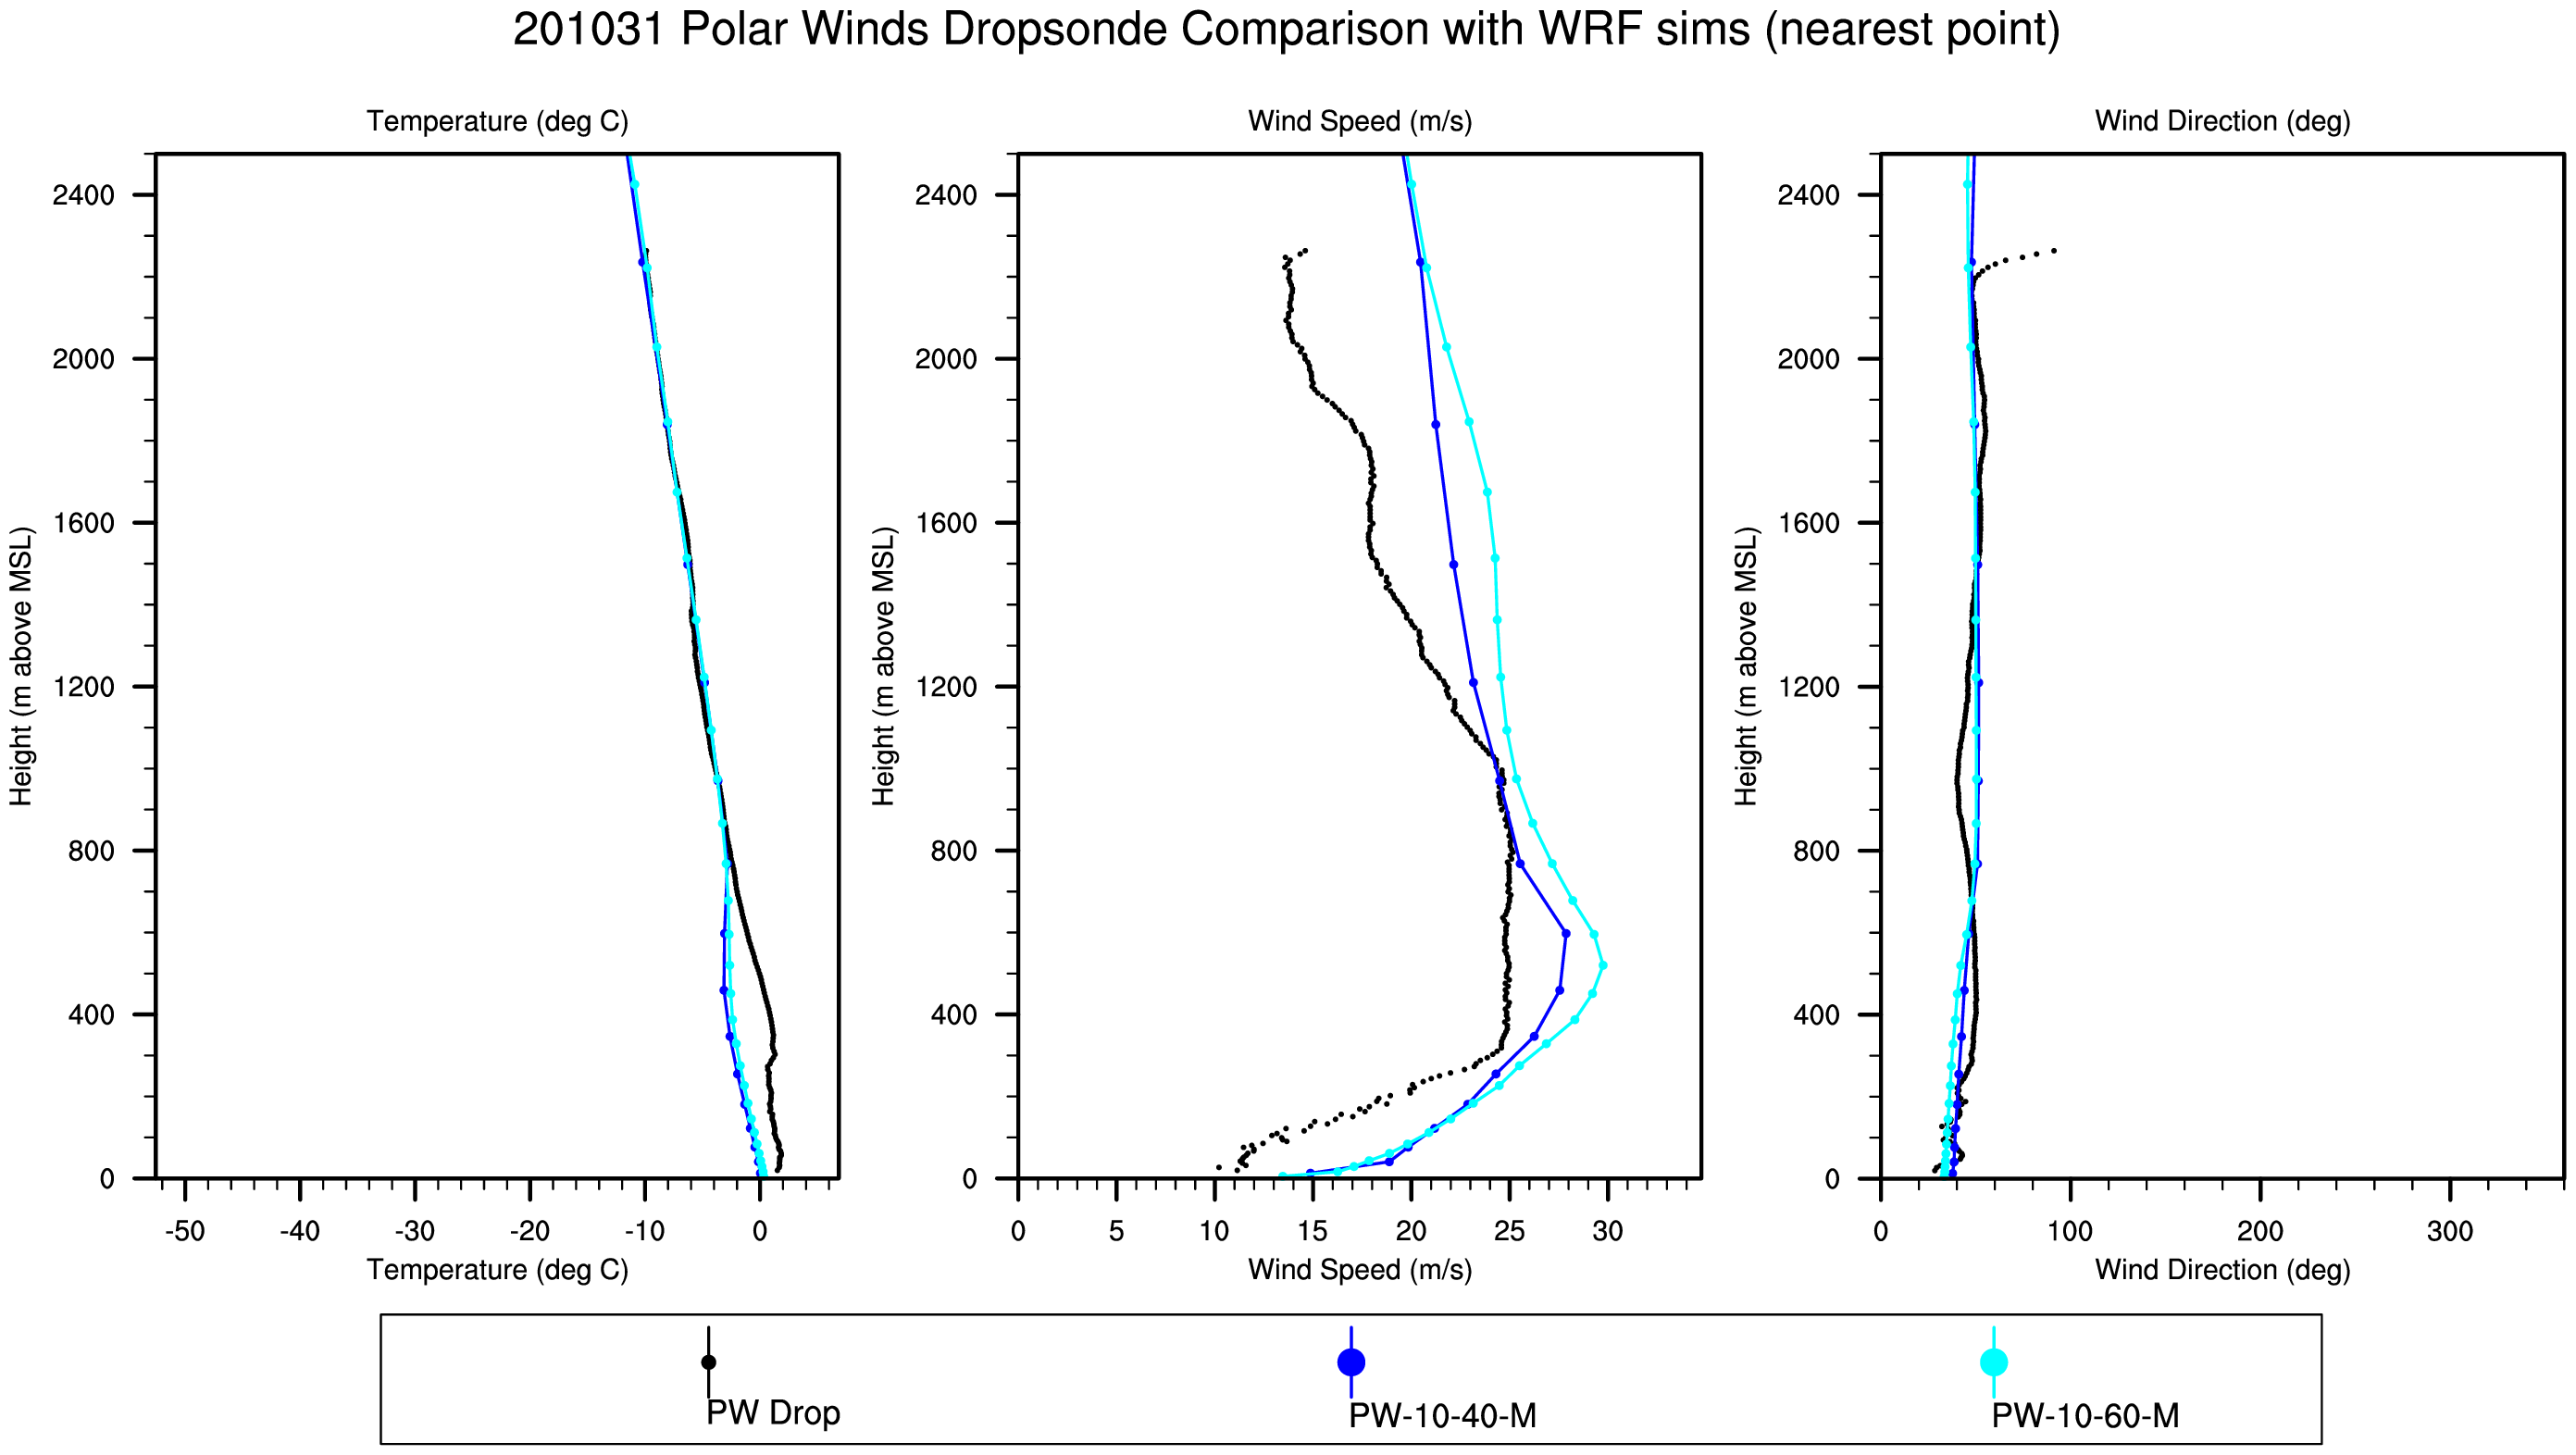 201031 Polar Winds Dropsonde Comparison with WRF sims (nearest point)
Temperature (deg C)
Wind Speed (m/s)
Wind Direction (deg)
Height (m above MSL)
2400
2000
1600
1200
800
400
0
-50 -40 -30 -20 -10 0
Temperature (deg C)
Height (m above MSL)
2400
2000
1600
1200
800
400
0
0 5 10 15 20 25 30
Wind Speed (m/s)
Height (m above MSL)
2400
2000
1600
1200
800
400
0
0 100 200 300
Wind Direction (deg)
PW Drop
PW-10-40-M
PW-10-60-M